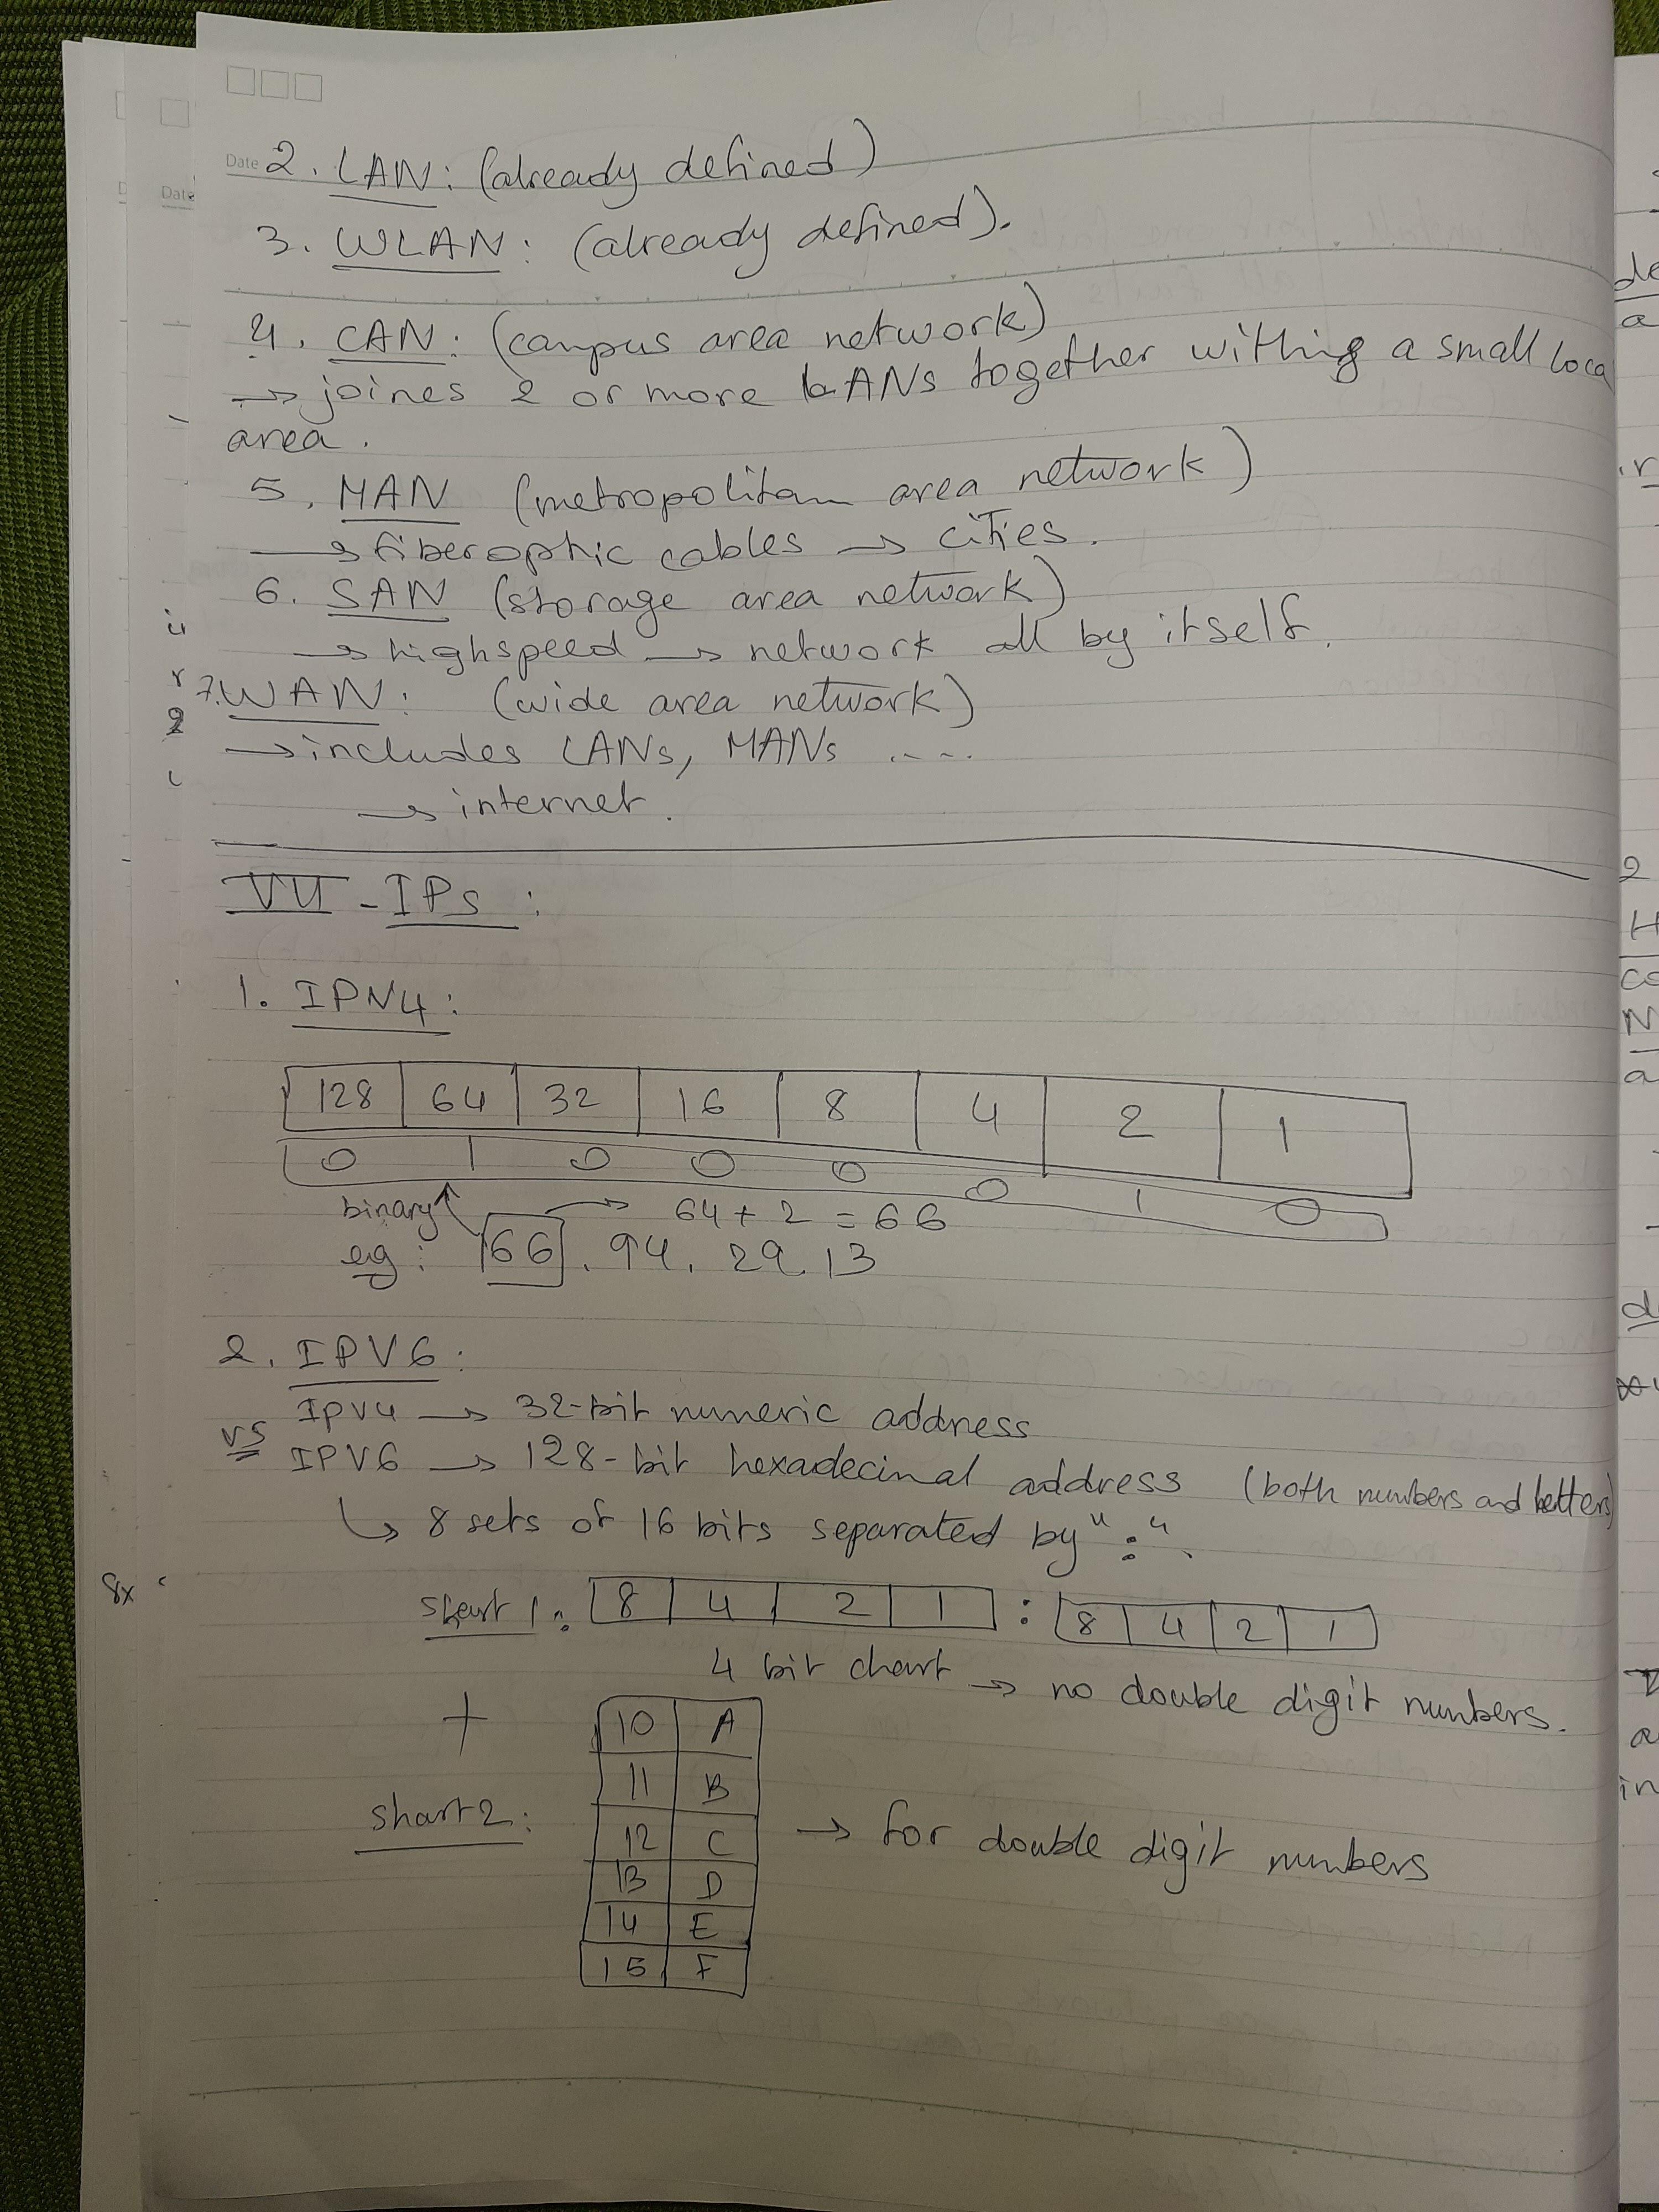 Date 2. LAN: (already defined)
3. WLAN: (already defined).
4. CAN: (campus area network)
→ joines 2 or more LANs together withing a small loca
area.
5. MAN (metropolitan area network)
→ fiberoptic cables → cities.
6. SAN (storage area network)
→ highspeed → network all by itself.
7. WAN: (wide area network)
→ includes LANs, MANs ....
→ internet.
VII - IPs :
1. IPN4:
128 64 32 16 8 4 2 1
0 1 0 0 0 0 1 0
binary → 64 + 2 = 66
eg: 66. 94. 29. 13
2. IPV6:
IPV4 → 32-bit numeric address
vs
IPV6 → 128-bit hexadecimal address (both numbers and letters)
↳ 8 sets of 16 bits separated by ":".
8x
shart 1: 8 4 2 1 : 8 4 2 1
4 bit chart → no double digit numbers.
+
10 A
11 B
shart 2: 12 C → for double digit numbers
13 D
14 E
15 F